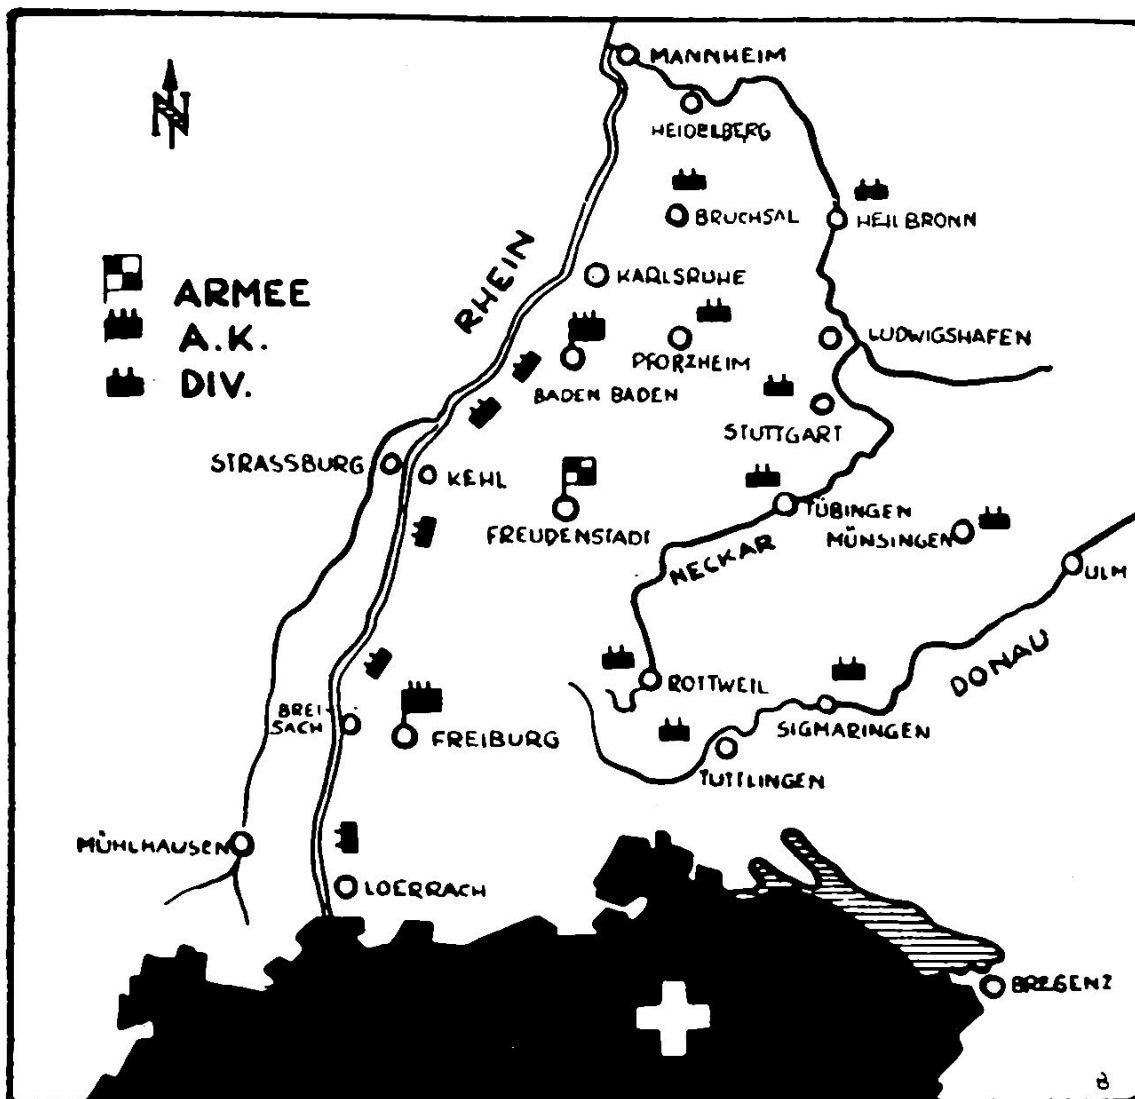 MANNHEIM
N
HEIDELBERG
BRUCHSAL
HEILBRONN
RHEIN
KARLSRUHE
ARMEE
A.K.
DIV.
PFORZHEIM
LUDWIGSHAFEN
BADEN BADEN
STUTTGART
STRASSBURG
KEHL
FREUDENSTADT
TÜBINGEN
MÜNSINGEN
NECKAR
ULM
DONAU
ROTTWEIL
BREI-
SACH
FREIBURG
SIGMARINGEN
TUTTLINGEN
MÜHLHAUSEN
LOERRACH
BREGENZ
B